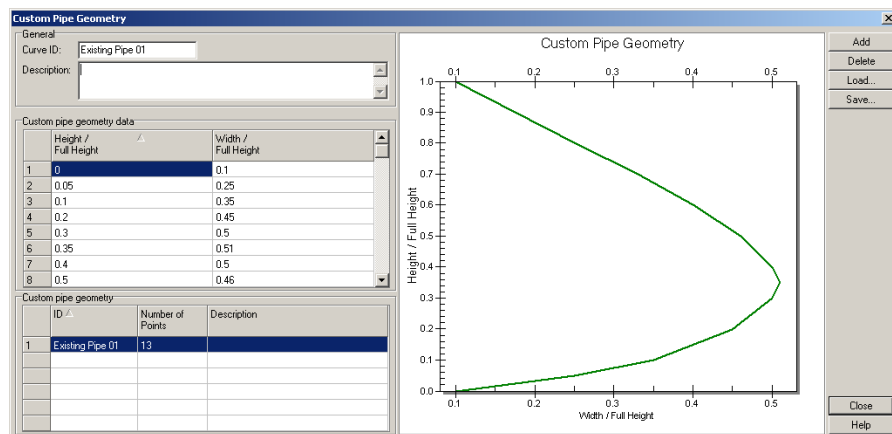 Custom Pipe Geometry
General
Curve ID: Existing Pipe 01
Description:
Custom pipe geometry data
Height / Full Height Width / Full Height
1 0 0.1
2 0.05 0.25
3 0.1 0.35
4 0.2 0.45
5 0.3 0.5
6 0.35 0.51
7 0.4 0.5
8 0.5 0.46
Custom pipe geometry
ID Number of Points Description
1 Existing Pipe 01 13
Custom Pipe Geometry
0.1 0.2 0.3 0.4 0.5
1.0
0.9
0.8
0.7
0.6
0.5
0.4
0.3
0.2
0.1
0.0
Height / Full Height
0.1 0.2 0.3 0.4 0.5
Width / Full Height
Add
Delete
Load...
Save...
Close
Help